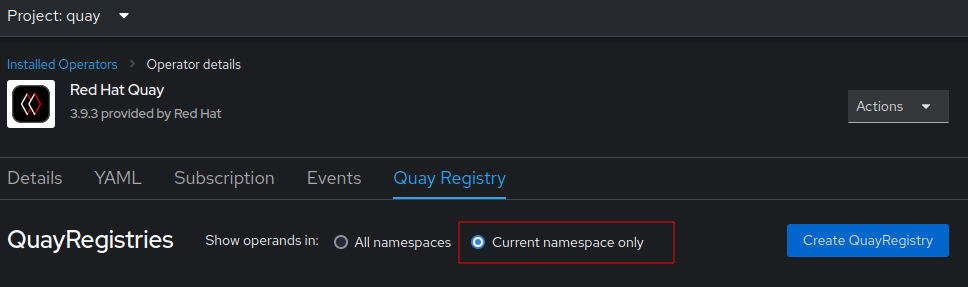 Project: quay
Installed Operators > Operator details
Red Hat Quay
3.9.3 provided by Red Hat
Actions
Details YAML Subscription Events Quay Registry
QuayRegistries Show operands in: All namespaces Current namespace only Create QuayRegistry